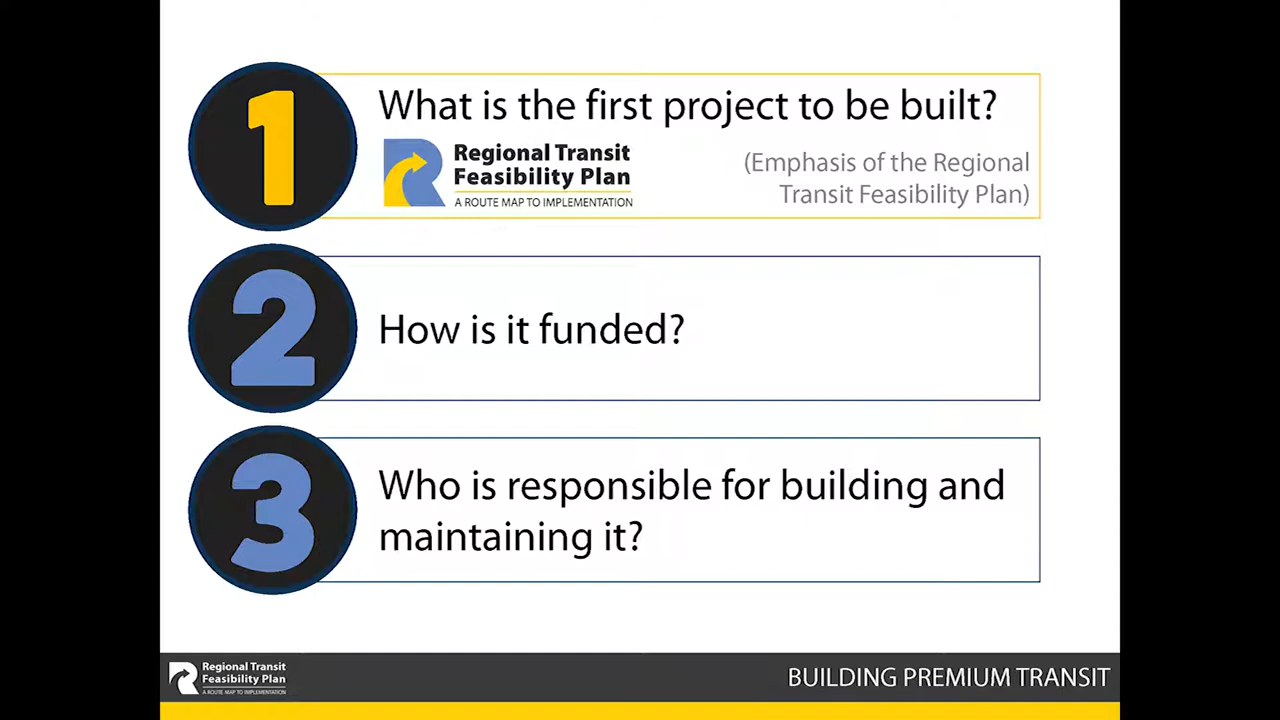 1
What is the first project to be built?
Regional Transit
Feasibility Plan
A ROUTE MAP TO IMPLEMENTATION
(Emphasis of the Regional
Transit Feasibility Plan)
2
How is it funded?
3
Who is responsible for building and
maintaining it?
Regional Transit
Feasibility Plan
A ROUTE MAP TO IMPLEMENTATION
BUILDING PREMIUM TRANSIT